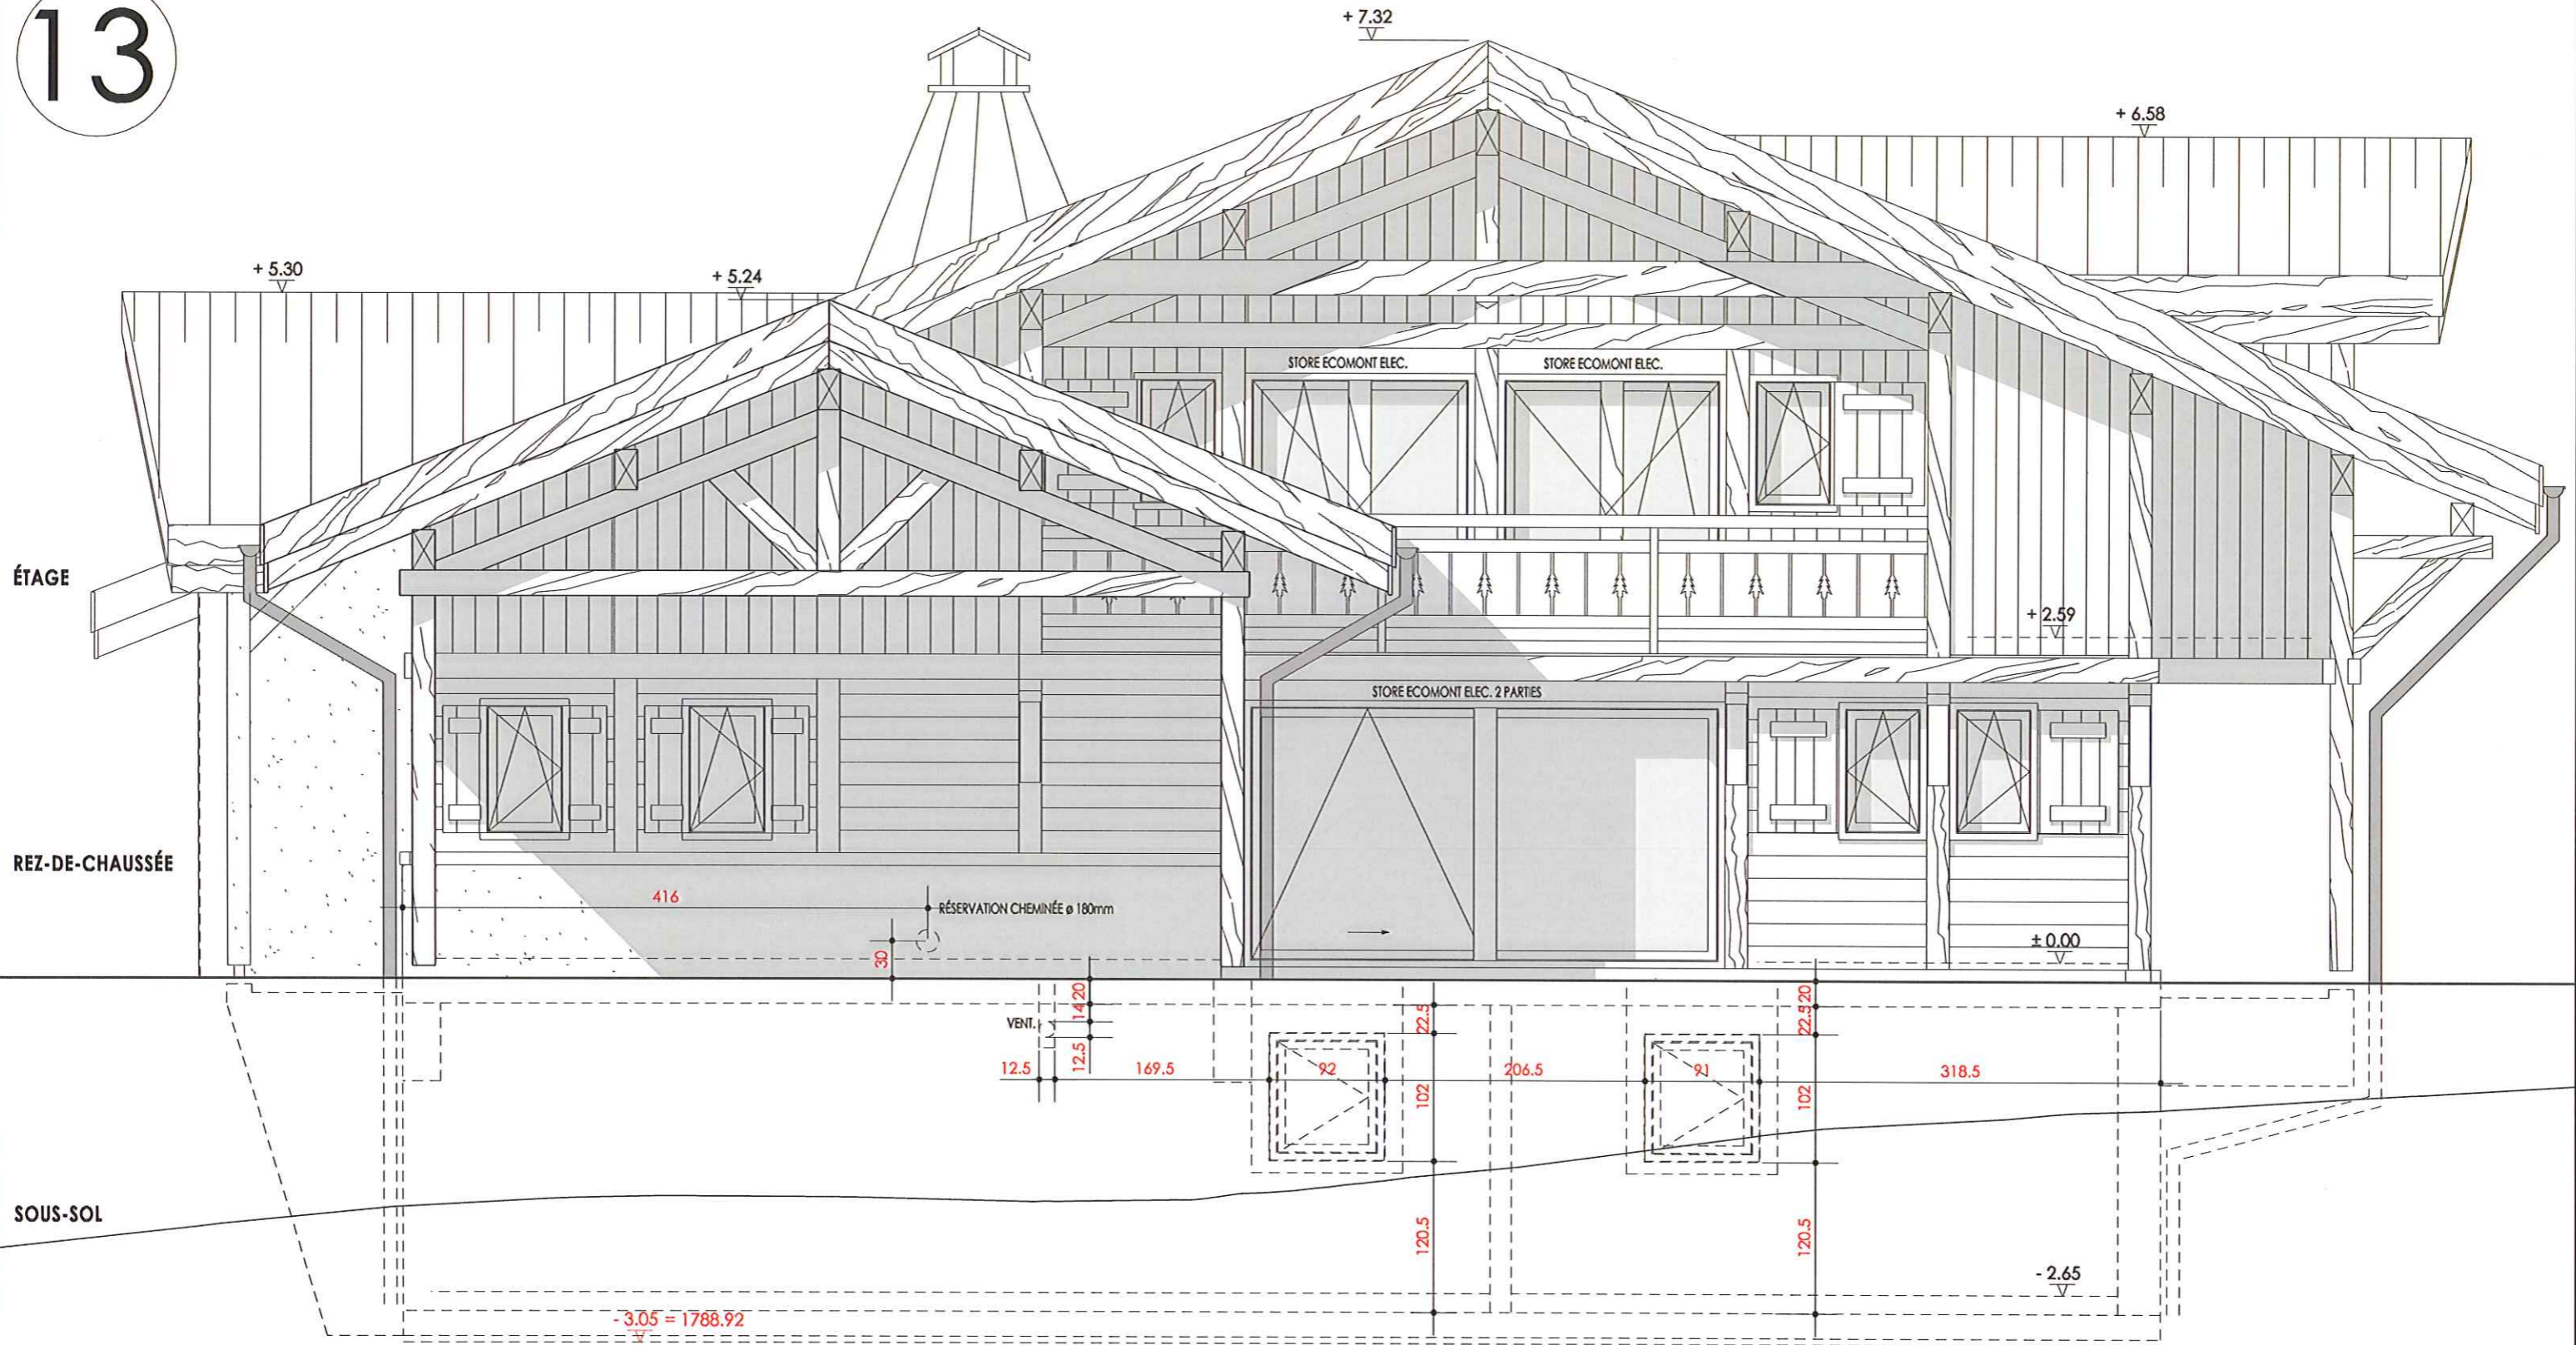 13
+ 7.32
+ 6.58
+ 5.30
+ 5.24
STORE ECOMONT ELEC.
STORE ECOMONT ELEC.
ÉTAGE
+ 2.59
STORE ECOMONT ELEC. 2 PARTIES
REZ-DE-CHAUSSÉE
416
RÉSERVATION CHEMINÉE ø 180mm
30
± 0.00
20
14
12.5
VENT.
22.5
20
22.5
12.5
169.5
92
206.5
91
318.5
102
102
SOUS-SOL
120.5
120.5
- 2.65
- 3.05 = 1788.92